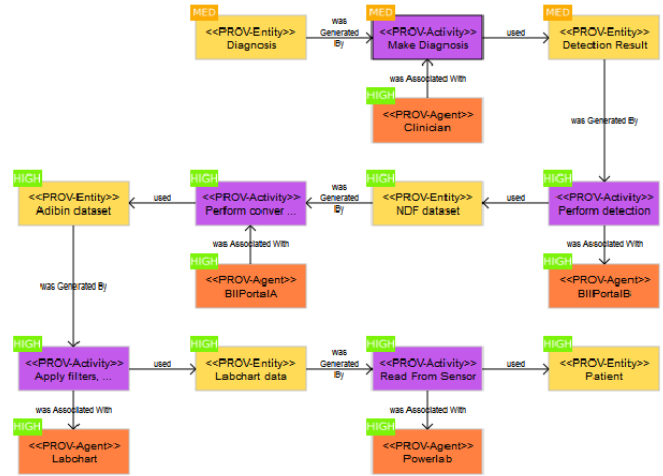 MED
<<PROV-Entity>>
Diagnosis
was
Generated
By
MED
<<PROV-Activity>>
Make Diagnosis
used
MED
<<PROV-Entity>>
Detection Result
was Associated With
HIGH
<<PROV-Agent>>
Clinician
was Generated By
HIGH
<<PROV-Entity>>
Adibin dataset
used
HIGH
<<PROV-Activity>>
Perform conver ...
was
Generated
By
HIGH
<<PROV-Entity>>
NDF dataset
used
HIGH
<<PROV-Activity>>
Perform detection
was Associated With
HIGH
<<PROV-Agent>>
BIIPortalA
was Associated With
HIGH
<<PROV-Agent>>
BIIPortalB
was Generated By
HIGH
<<PROV-Activity>>
Apply filters, ...
used
HIGH
<<PROV-Entity>>
Labchart data
was
Generated
By
HIGH
<<PROV-Activity>>
Read From Sensor
used
HIGH
<<PROV-Entity>>
Patient
was Associated With
HIGH
<<PROV-Agent>>
Labchart
was Associated With
HIGH
<<PROV-Agent>>
Powerlab